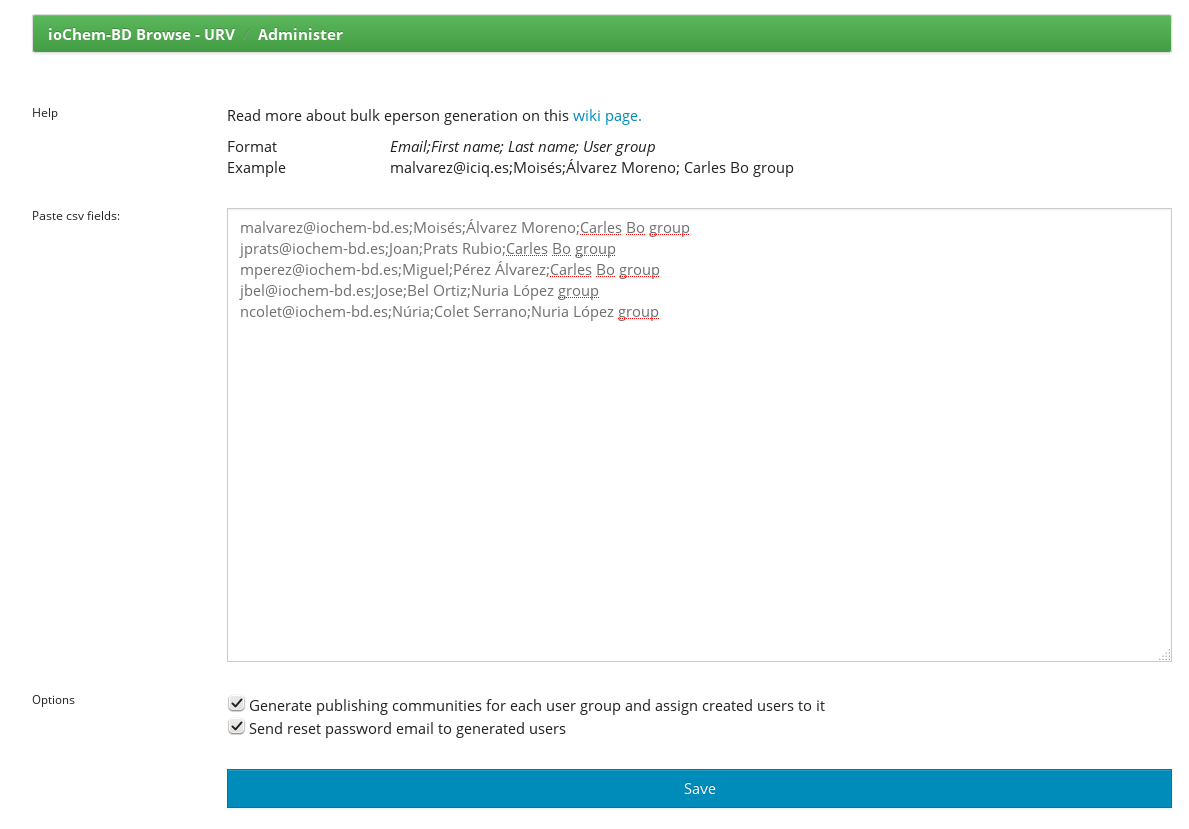 ioChem-BD Browse - URV / Administer
Help
Read more about bulk eperson generation on this wiki page.
Format Email;First name; Last name; User group
Example malvarez@iciq.es;Moisés;Álvarez Moreno; Carles Bo group
Paste csv fields:
malvarez@iochem-bd.es;Moisés;Álvarez Moreno;Carles Bo group
jprats@iochem-bd.es;Joan;Prats Rubio;Carles Bo group
mperez@iochem-bd.es;Miguel;Pérez Álvarez;Carles Bo group
jbel@iochem-bd.es;Jose;Bel Ortiz;Nuria López group
ncolet@iochem-bd.es;Núria;Colet Serrano;Nuria López group
Options
Generate publishing communities for each user group and assign created users to it
Send reset password email to generated users
Save